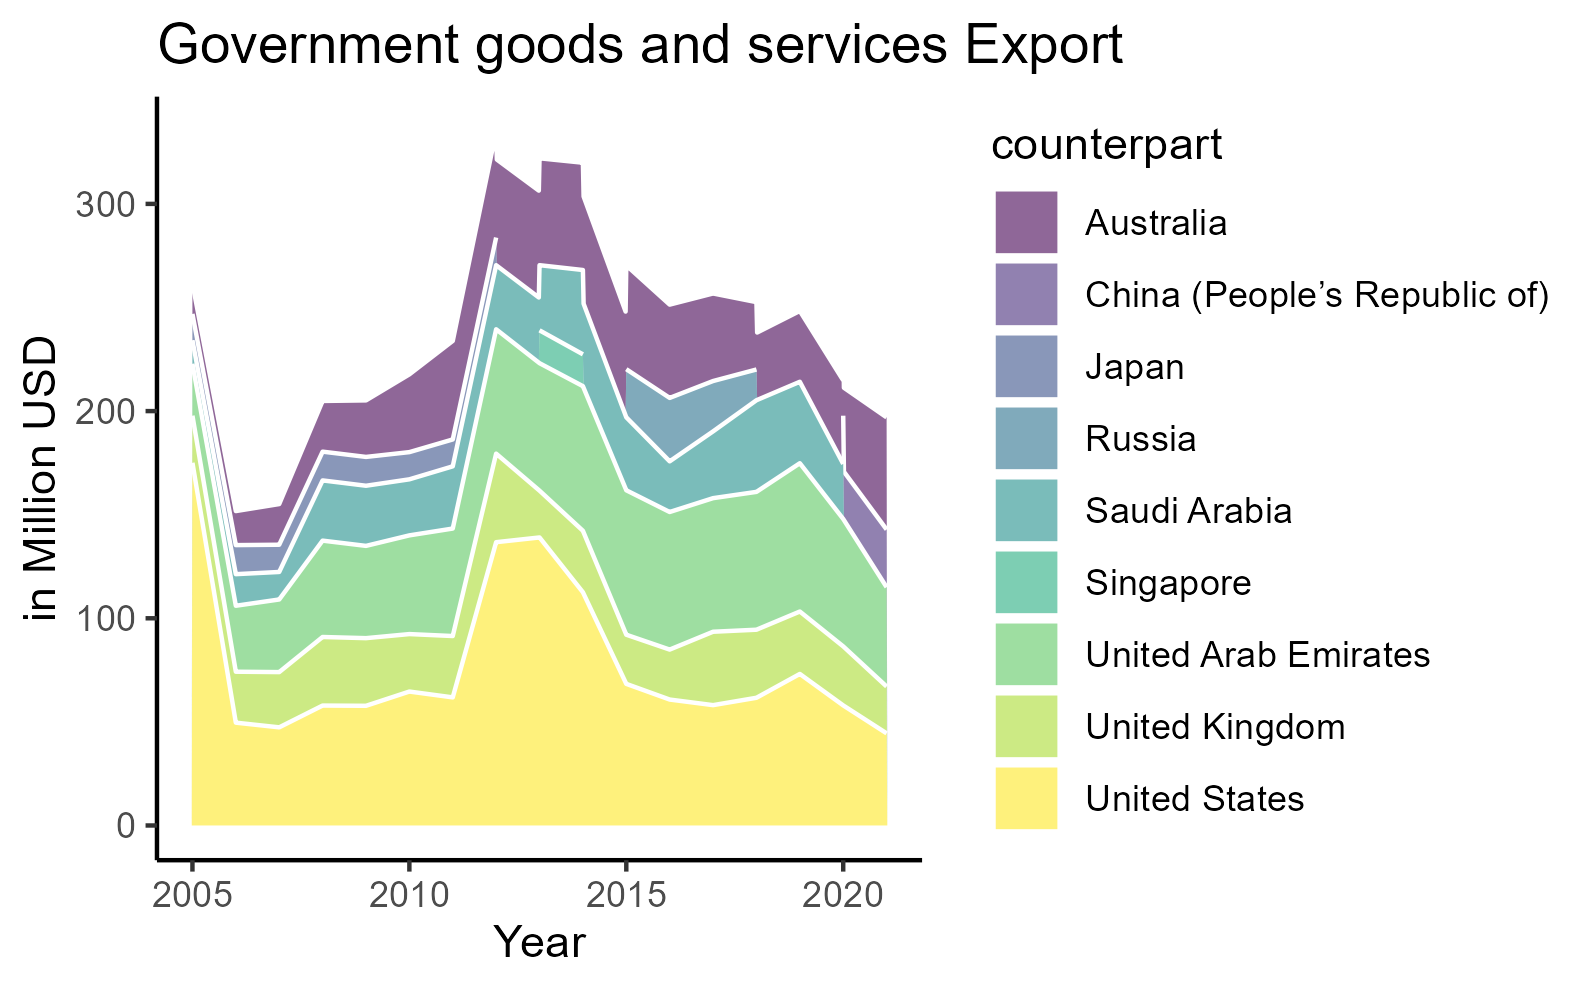 Government goods and services Export
in Million USD
300
200
100
0
2005 2010 2015 2020
Year
counterpart
Australia
China (People’s Republic of)
Japan
Russia
Saudi Arabia
Singapore
United Arab Emirates
United Kingdom
United States